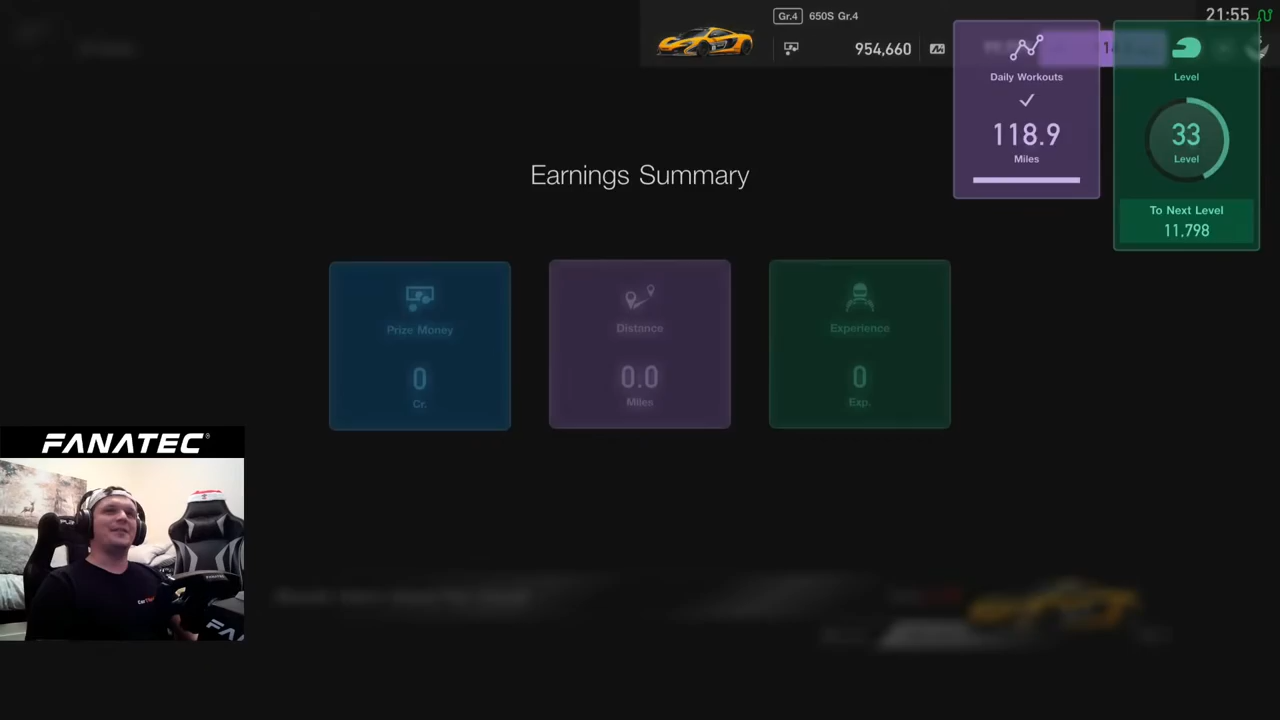 Gr.4 650S Gr.4
21:55
954,660
Daily Workouts
118.9
Miles
Level
33
Level
To Next Level
11,798
Earnings Summary
Prize Money
0
Cr.
Distance
0.0
Miles
Experience
0
Exp.
FANATEC®